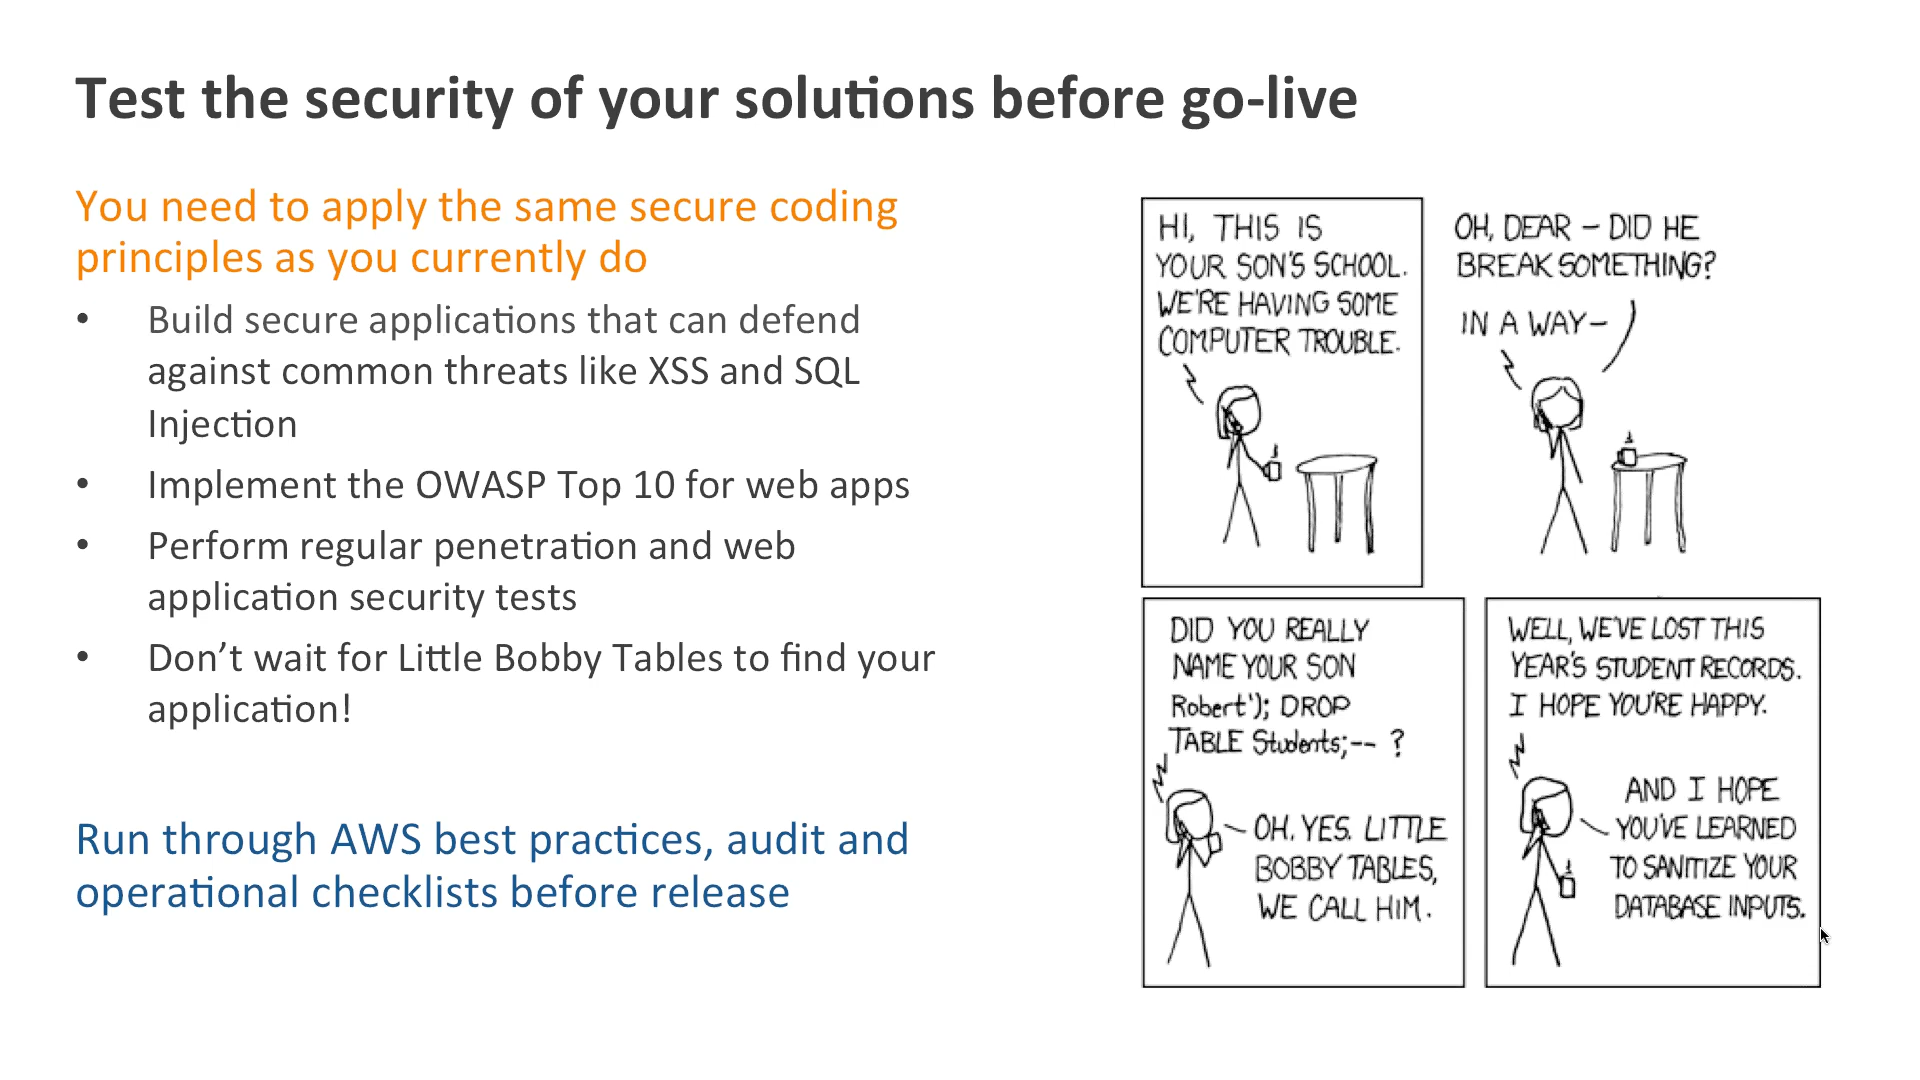 Test the security of your solutions before go-live
You need to apply the same secure coding
principles as you currently do
• Build secure applications that can defend
against common threats like XSS and SQL
Injection
• Implement the OWASP Top 10 for web apps
• Perform regular penetration and web
application security tests
• Don’t wait for Little Bobby Tables to find your
application!
Run through AWS best practices, audit and
operational checklists before release
HI, THIS IS
YOUR SON'S SCHOOL.
WE'RE HAVING SOME
COMPUTER TROUBLE.
OH, DEAR – DID HE
BREAK SOMETHING?
IN A WAY–
DID YOU REALLY
NAME YOUR SON
Robert'); DROP
TABLE Students;-- ?
OH. YES. LITTLE
BOBBY TABLES,
WE CALL HIM.
WELL, WE'VE LOST THIS
YEAR'S STUDENT RECORDS.
I HOPE YOU'RE HAPPY.
AND I HOPE
YOU'VE LEARNED
TO SANITIZE YOUR
DATABASE INPUTS.